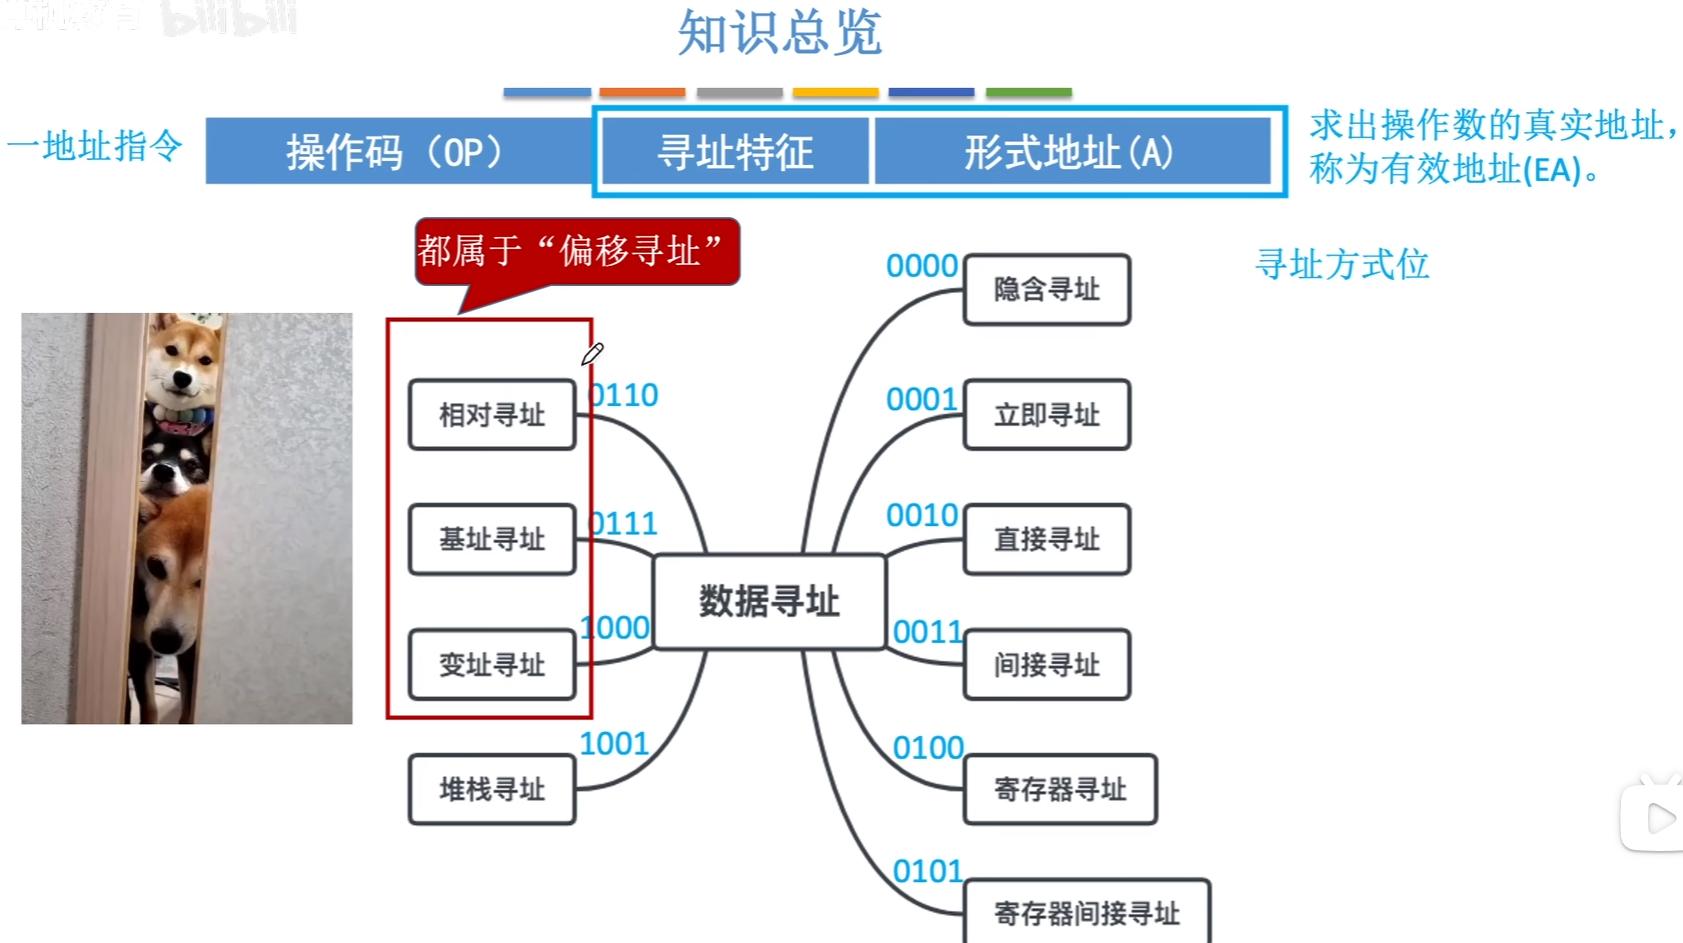 bilibili
知识总览
一地址指令
操作码（OP）
寻址特征
形式地址(A)
求出操作数的真实地址，
称为有效地址(EA)。
都属于“偏移寻址”
寻址方式位
0000
隐含寻址
0110
相对寻址
0001
立即寻址
0111
基址寻址
0010
直接寻址
数据寻址
1000
变址寻址
0011
间接寻址
1001
堆栈寻址
0100
寄存器寻址
0101
寄存器间接寻址